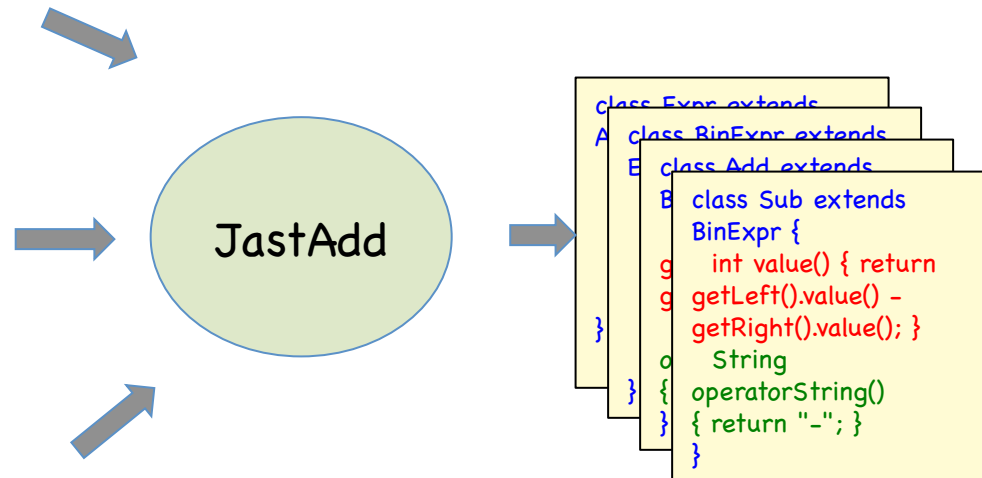 JastAdd
class Expr extends
A
}
class BinExpr extends
E
}
class Add extends
B
g
g
o
{
}
class Sub extends
BinExpr {
int value() { return
getLeft().value() -
getRight().value(); }
String
operatorString()
{ return "-"; }
}